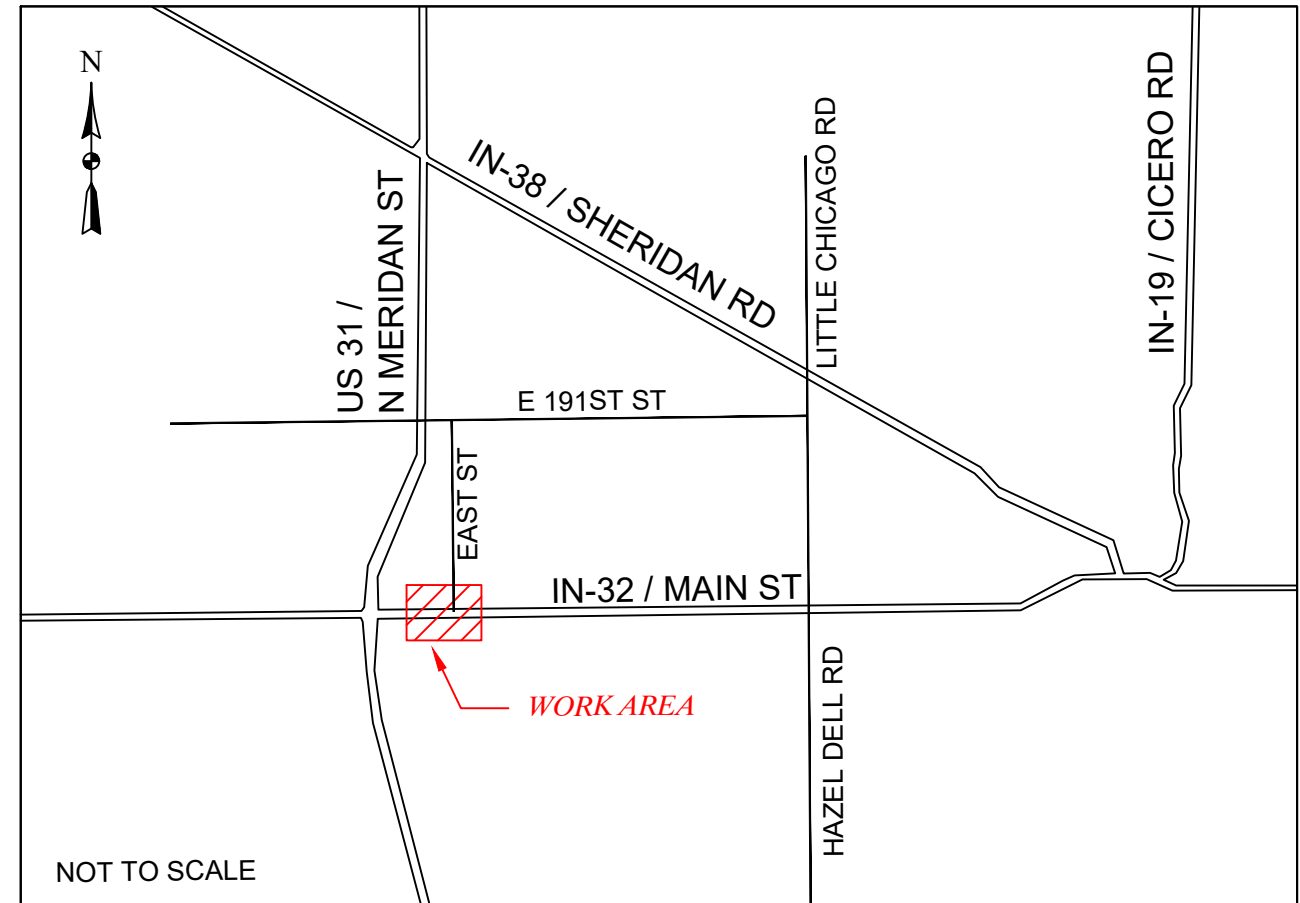 N
IN-38 / SHERIDAN RD
LITTLE CHICAGO RD
IN-19 / CICERO RD
US 31 /
N MERIDAN ST
E 191ST ST
EAST ST
IN-32 / MAIN ST
WORK AREA
HAZEL DELL RD
NOT TO SCALE